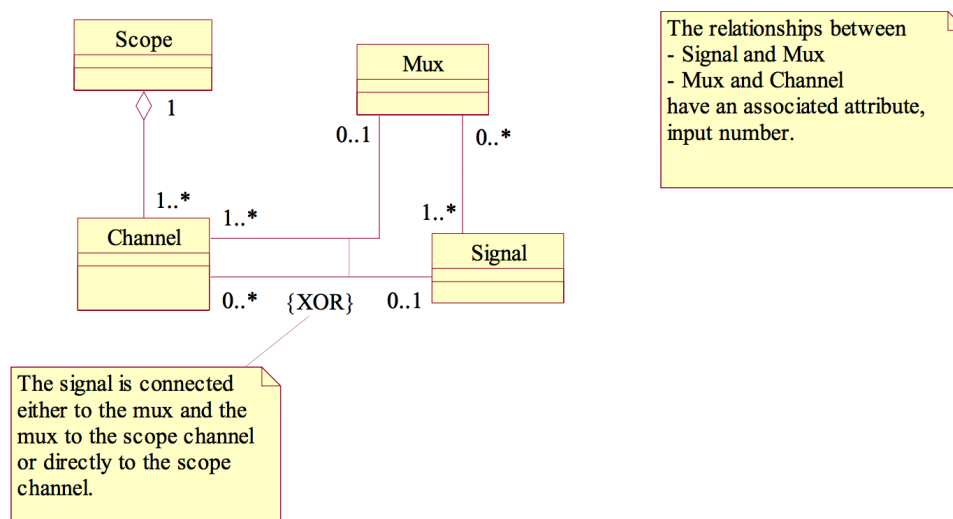 Scope
Mux
The relationships between
- Signal and Mux
- Mux and Channel
have an associated attribute,
input number.
1
0..1
0..*
1..*
1..*
1..*
Channel
Signal
0..*
{XOR}
0..1
The signal is connected
either to the mux and the
mux to the scope channel
or directly to the scope
channel.